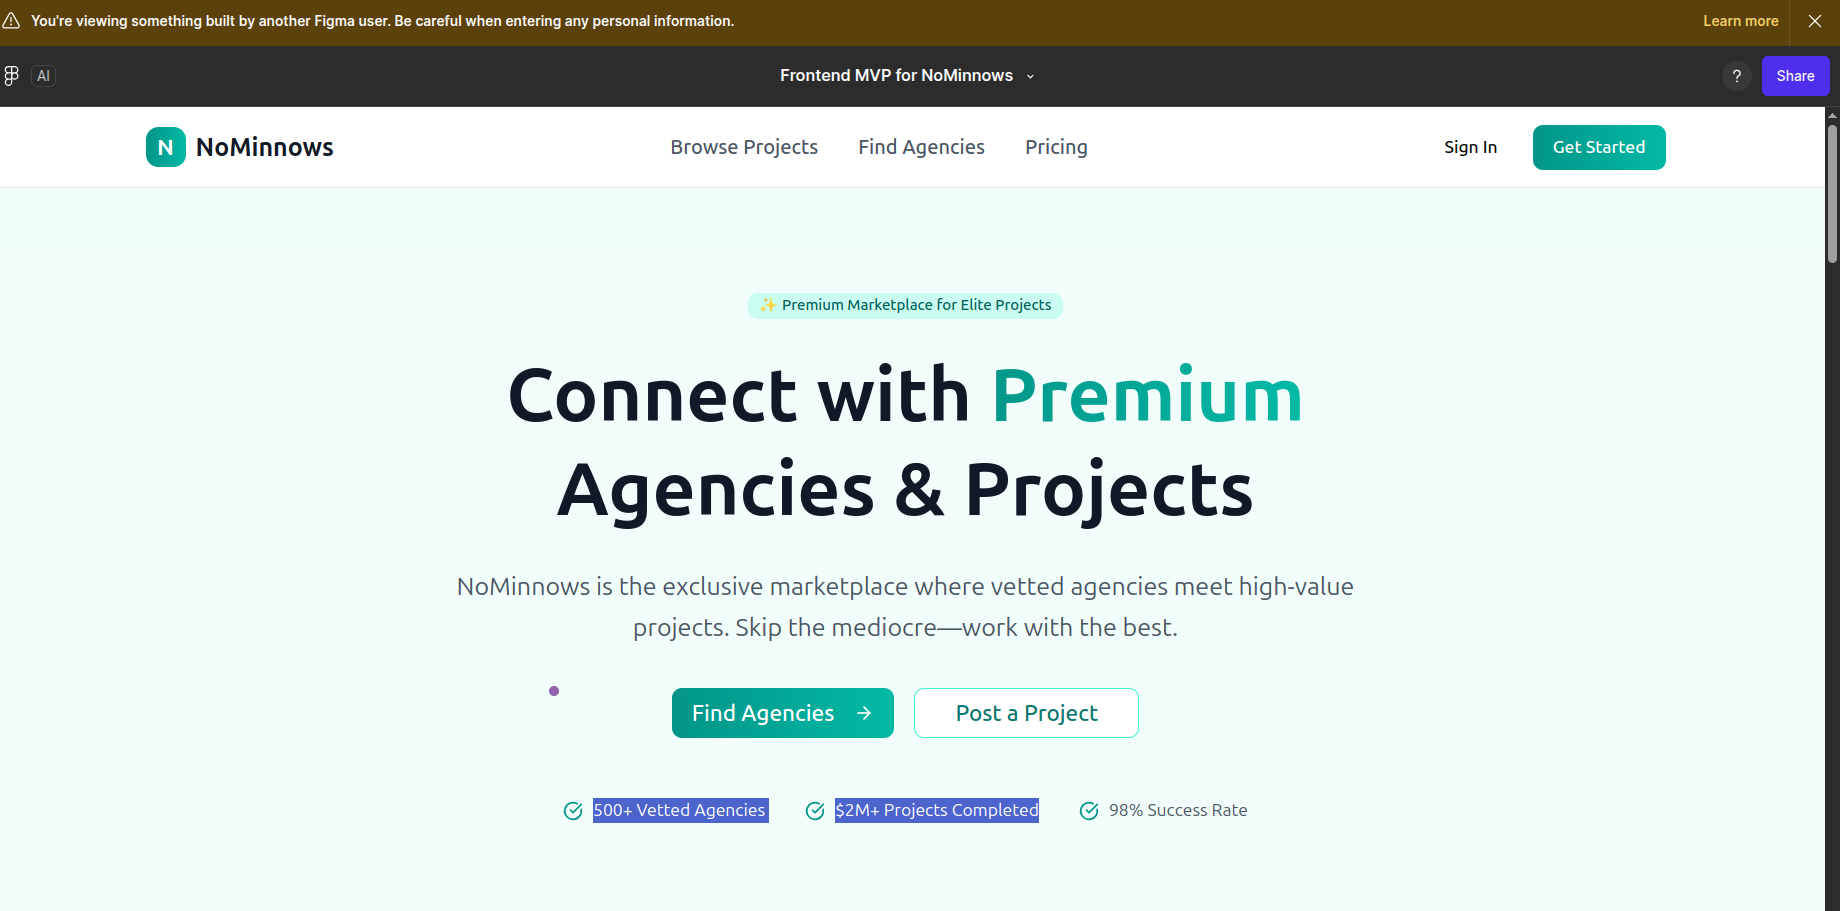 You're viewing something built by another Figma user. Be careful when entering any personal information.
Learn more
AI
Frontend MVP for NoMinnows
?
Share
N NoMinnows
Browse Projects
Find Agencies
Pricing
Sign In
Get Started
✨ Premium Marketplace for Elite Projects
Connect with Premium
Agencies & Projects
NoMinnows is the exclusive marketplace where vetted agencies meet high-value
projects. Skip the mediocre—work with the best.
Find Agencies →
Post a Project
500+ Vetted Agencies
$2M+ Projects Completed
98% Success Rate